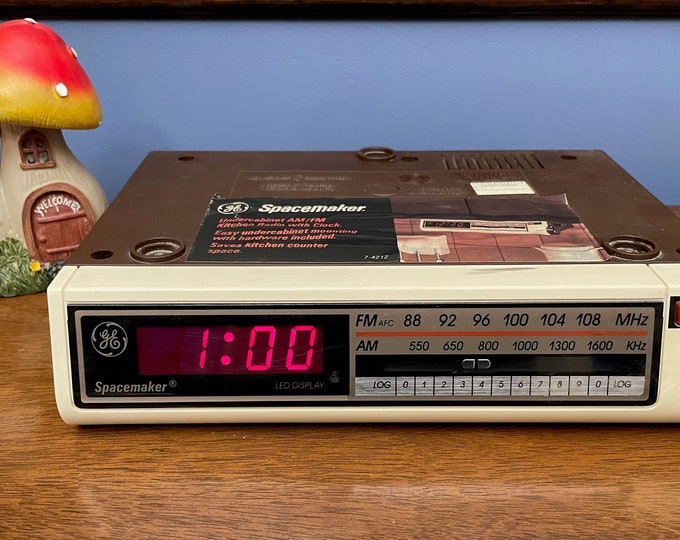 WELCOME
GE Spacemaker.
Undercabinet AM/FM
Kitchen Radio with Clock.
Easy undercabinet mounting
with hardware included.
Saves kitchen counter
space.
7-4212
GE
1:00
Spacemaker®
LED DISPLAY
FM AFC 88 92 96 100 104 108 MHz
AM 550 650 800 1000 1300 1600 KHz
LOG 0 1 2 3 4 5 6 7 8 9 0 LOG